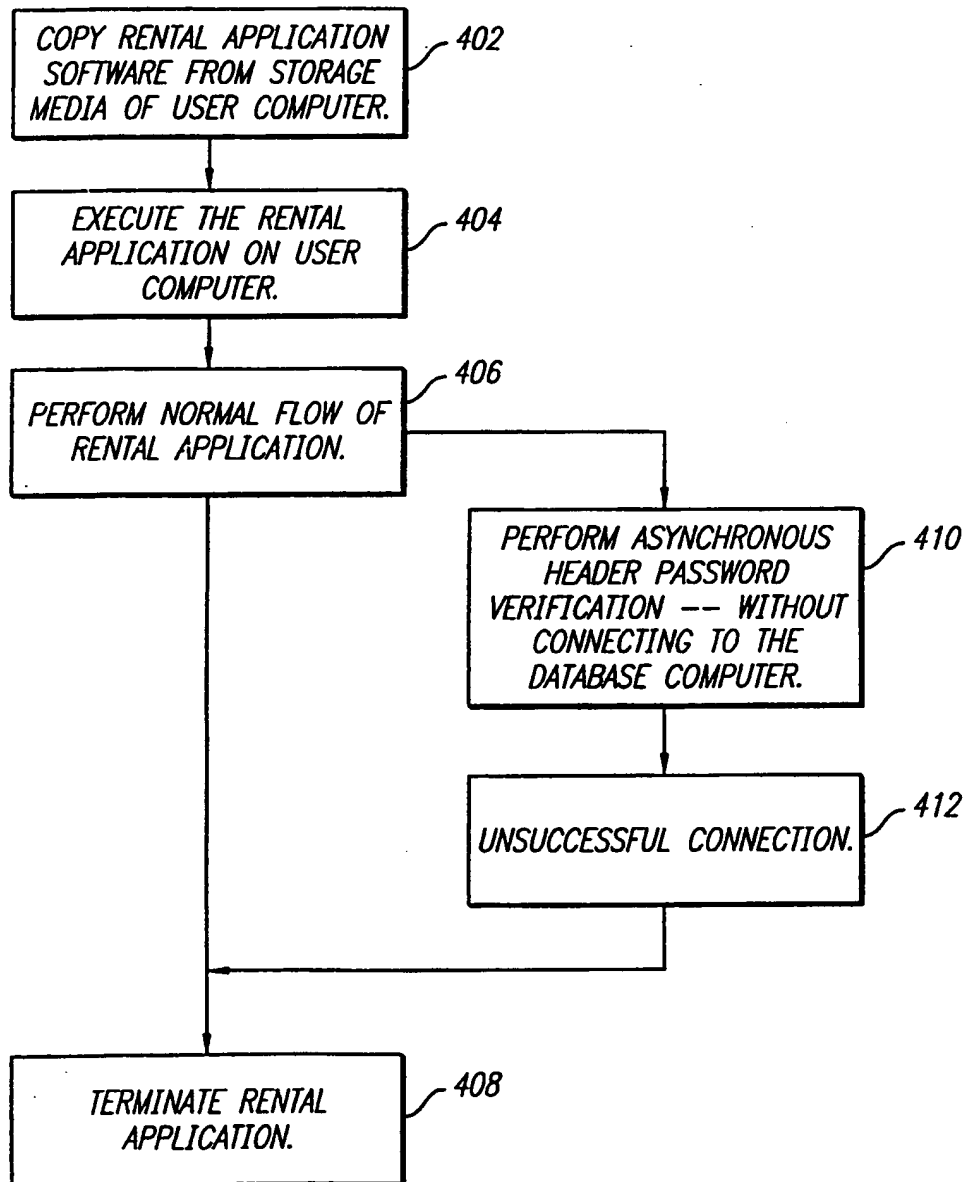 COPY RENTAL APPLICATION
SOFTWARE FROM STORAGE
MEDIA OF USER COMPUTER.
402
EXECUTE THE RENTAL
APPLICATION ON USER
COMPUTER.
404
PERFORM NORMAL FLOW OF
RENTAL APPLICATION.
406
PERFORM ASYNCHRONOUS
HEADER PASSWORD
VERIFICATION -- WITHOUT
CONNECTING TO THE
DATABASE COMPUTER.
410
UNSUCCESSFUL CONNECTION.
412
TERMINATE RENTAL
APPLICATION.
408